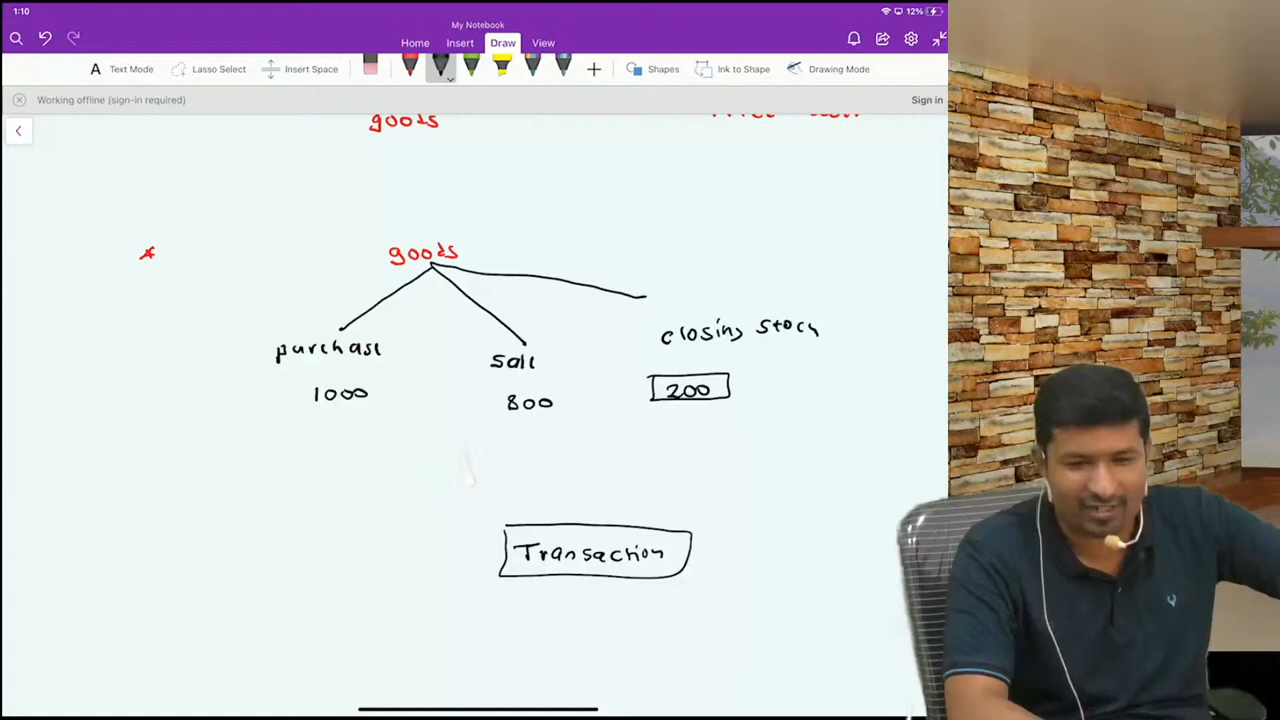 1:10
12%
My Notebook
Home Insert Draw View
Text Mode Lasso Select Insert Space Shapes Ink to Shape Drawing Mode
Working offline (sign-in required) Sign in
goods
goods
purchase sale closing stock
1000 800 200
Transaction